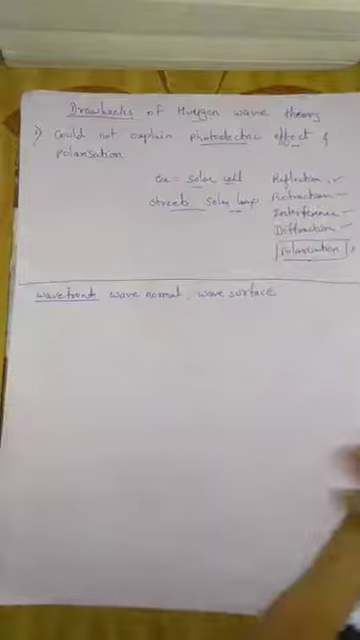 Drawbacks of Huygen wave theory
1) Could not explain photoelectric effect &
polarisation
ex: solar cell
streets solar lamp
Reflection ✓
Refraction
Interference ✓
Diffraction
Polarisation
wavefront wave normal, wave surface